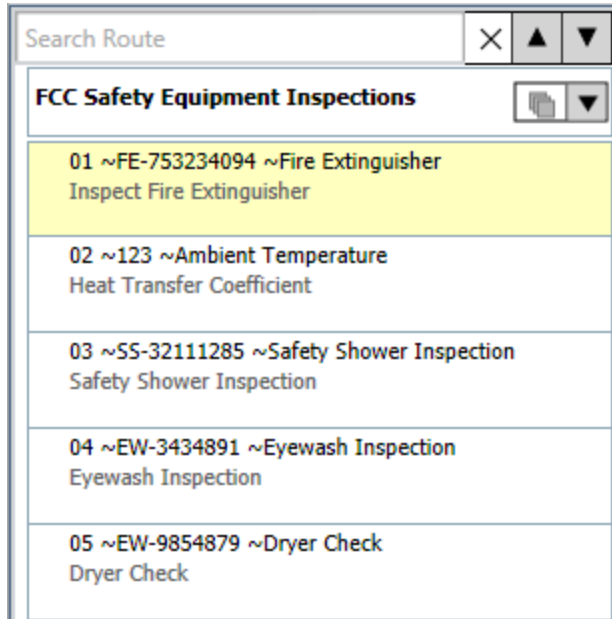 Search Route
FCC Safety Equipment Inspections
01 ~FE-753234094 ~Fire Extinguisher
Inspect Fire Extinguisher
02 ~123 ~Ambient Temperature
Heat Transfer Coefficient
03 ~SS-32111285 ~Safety Shower Inspection
Safety Shower Inspection
04 ~EW-3434891 ~Eyewash Inspection
Eyewash Inspection
05 ~EW-9854879 ~Dryer Check
Dryer Check